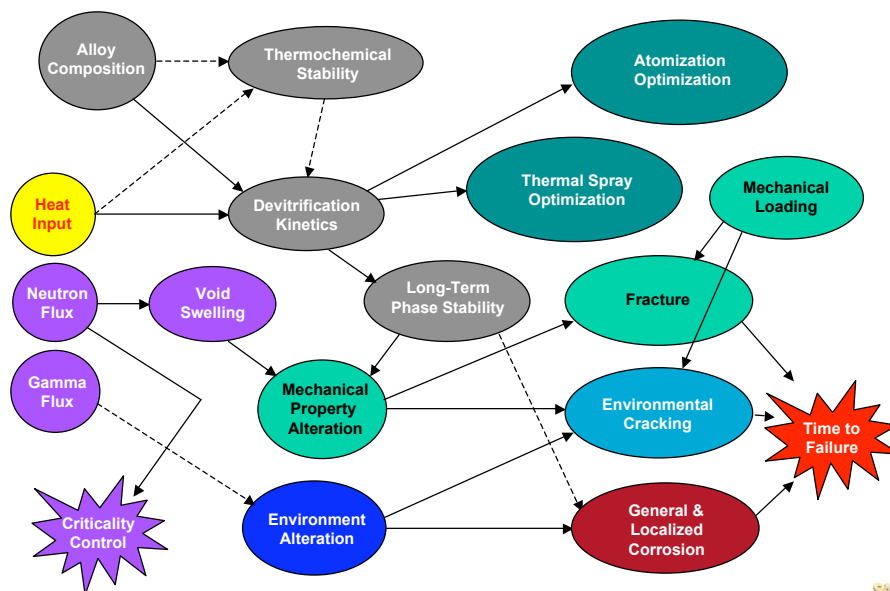 Alloy
Composition
Thermochemical
Stability
Atomization
Optimization
Heat
Input
Devitrification
Kinetics
Thermal Spray
Optimization
Mechanical
Loading
Neutron
Flux
Void
Swelling
Long-Term
Phase Stability
Fracture
Gamma
Flux
Mechanical
Property
Alteration
Environmental
Cracking
Time to
Failure
Criticality
Control
Environment
Alteration
General &
Localized
Corrosion